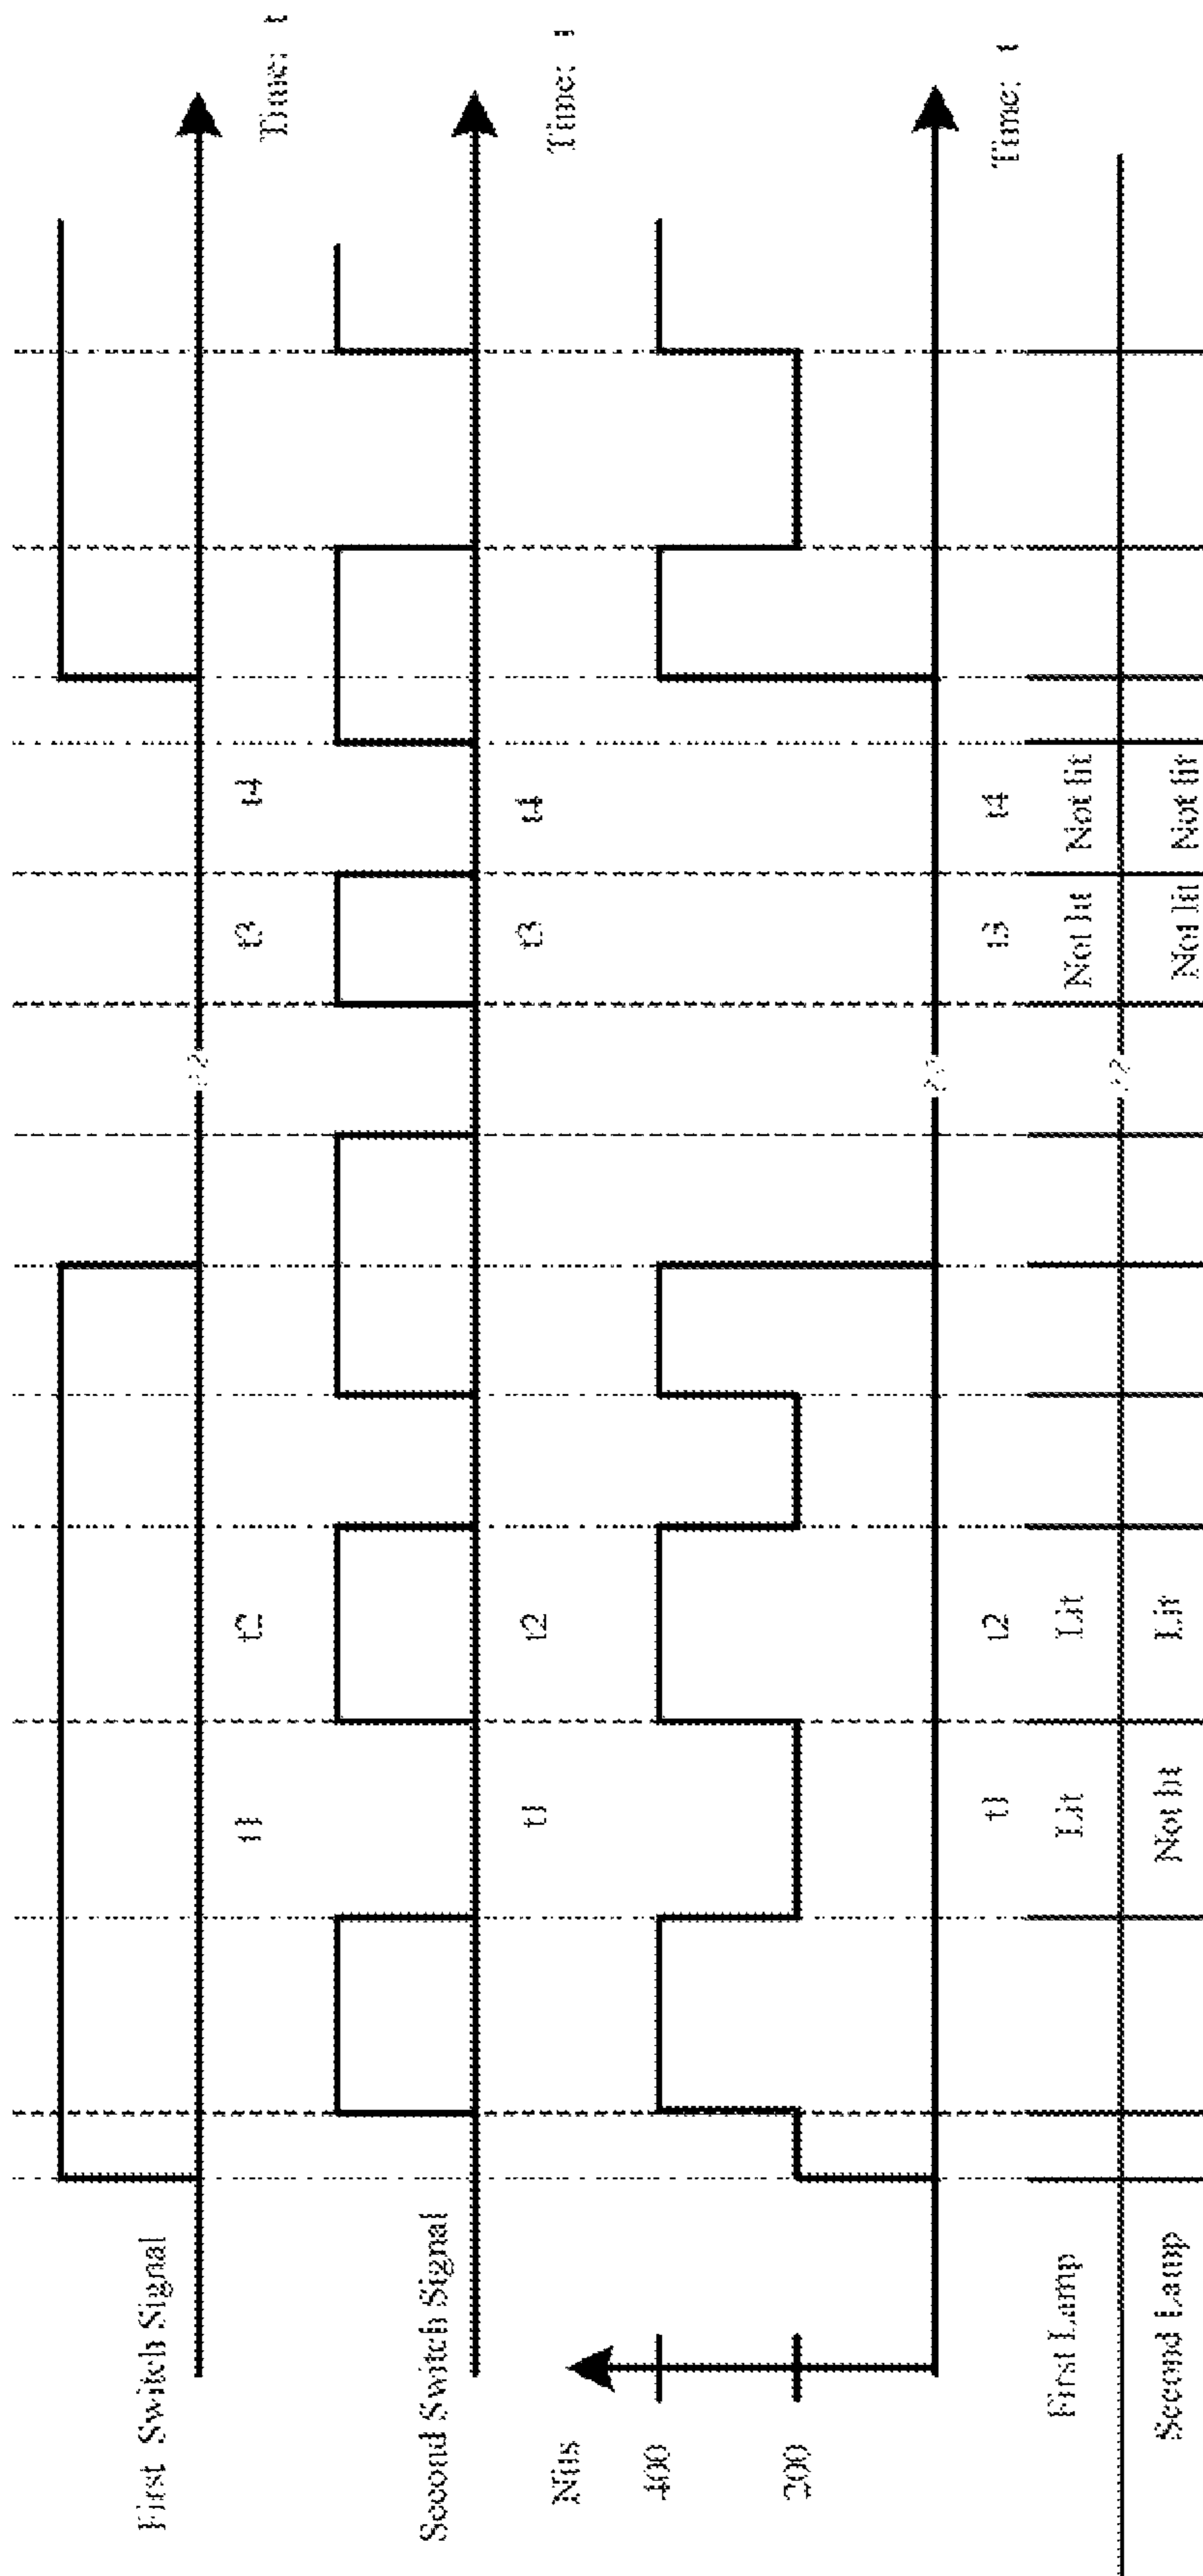 First Switch Signal
t1 t2 t3 t4
Time: t
Second Switch Signal
t1 t2 t3 t4
Time: t
Nits
400
200
t1 t2 t3 t4
Time: t
First Lamp Lit Lit Not lit Not lit
Second Lamp Not lit Lit Not lit Not lit